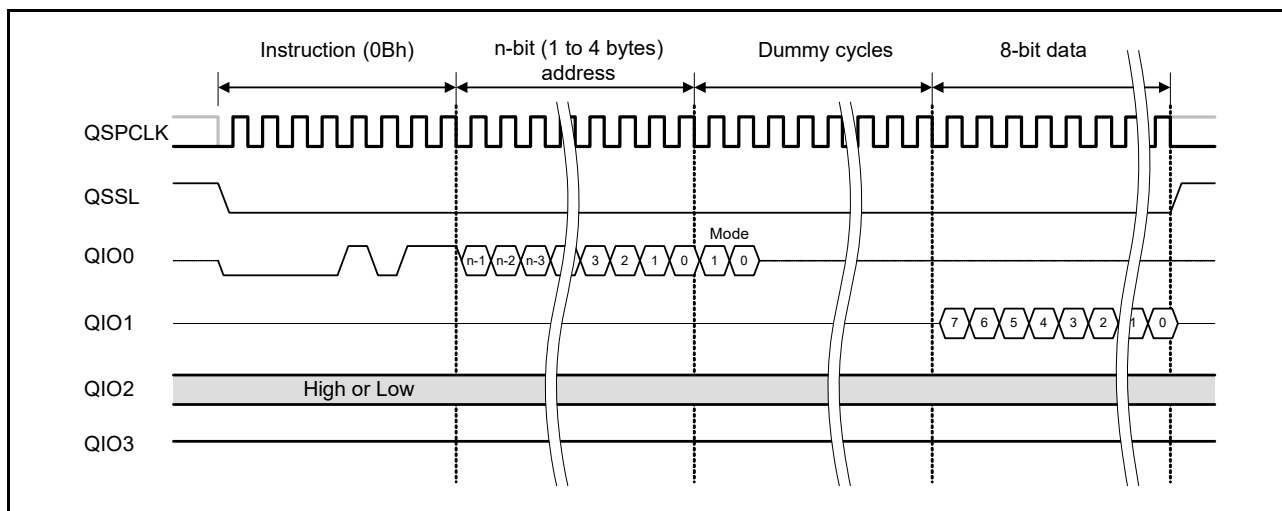 Instruction (0Bh)
n-bit (1 to 4 bytes)
address
Dummy cycles
8-bit data
QSPCLK
QSSL
Mode
QIO0
n-1 n-2 n-3 3 2 1 0 1 0
QIO1
7 6 5 4 3 2 1 0
QIO2
High or Low
QIO3